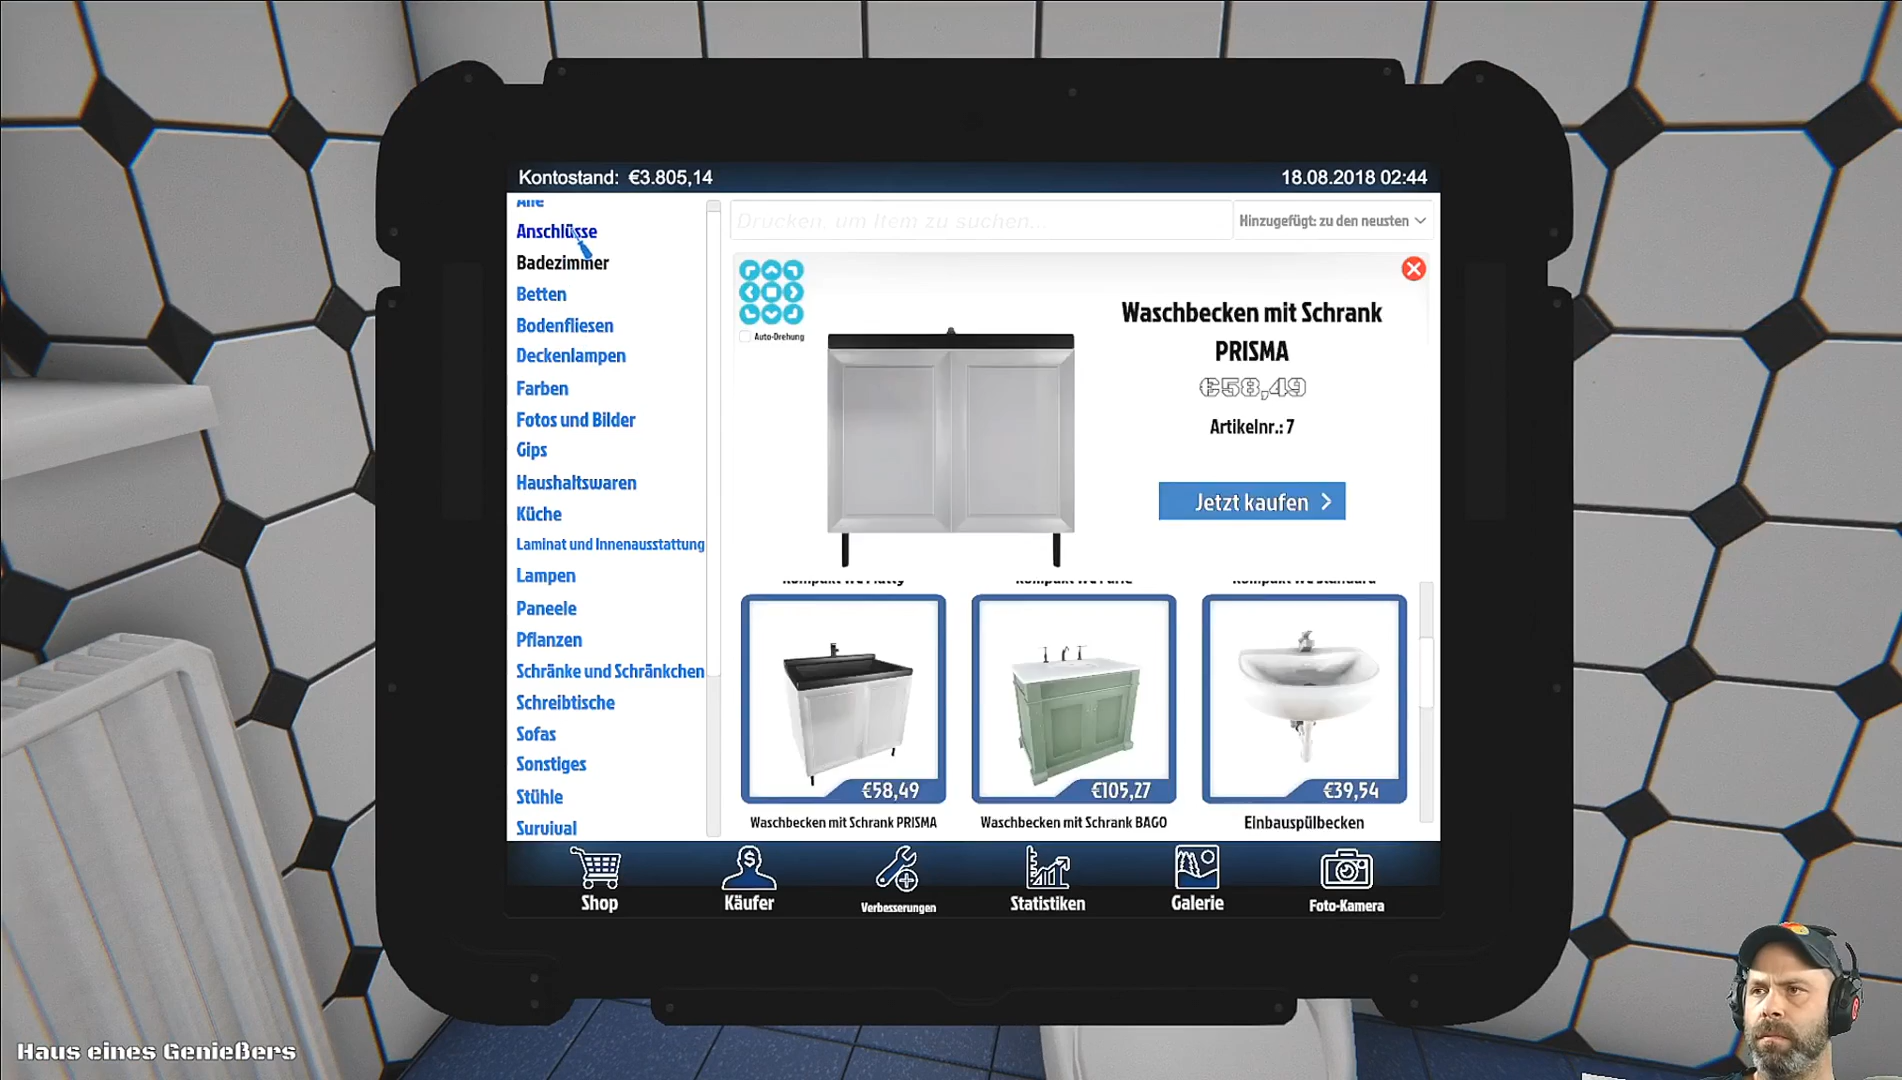 Kontostand: €3.805,14
18.08.2018 02:44
Alle
Anschlüsse
Badezimmer
Betten
Bodenfliesen
Deckenlampen
Farben
Fotos und Bilder
Gips
Haushaltswaren
Küche
Laminat und Innenausstattung
Lampen
Paneele
Pflanzen
Schränke und Schränkchen
Schreibtische
Sofas
Sonstiges
Stühle
Survival
Drucken, um Item zu suchen...
Hinzugefügt: zu den neusten
Auto-Drehung
Waschbecken mit Schrank
PRISMA
€58,49
Artikelnr.: 7
Jetzt kaufen
€58,49
€105,27
€39,54
Waschbecken mit Schrank PRISMA
Waschbecken mit Schrank BAGO
Einbauspülbecken
Shop
Käufer
Verbesserungen
Statistiken
Galerie
Foto-Kamera
Haus eines Genießers